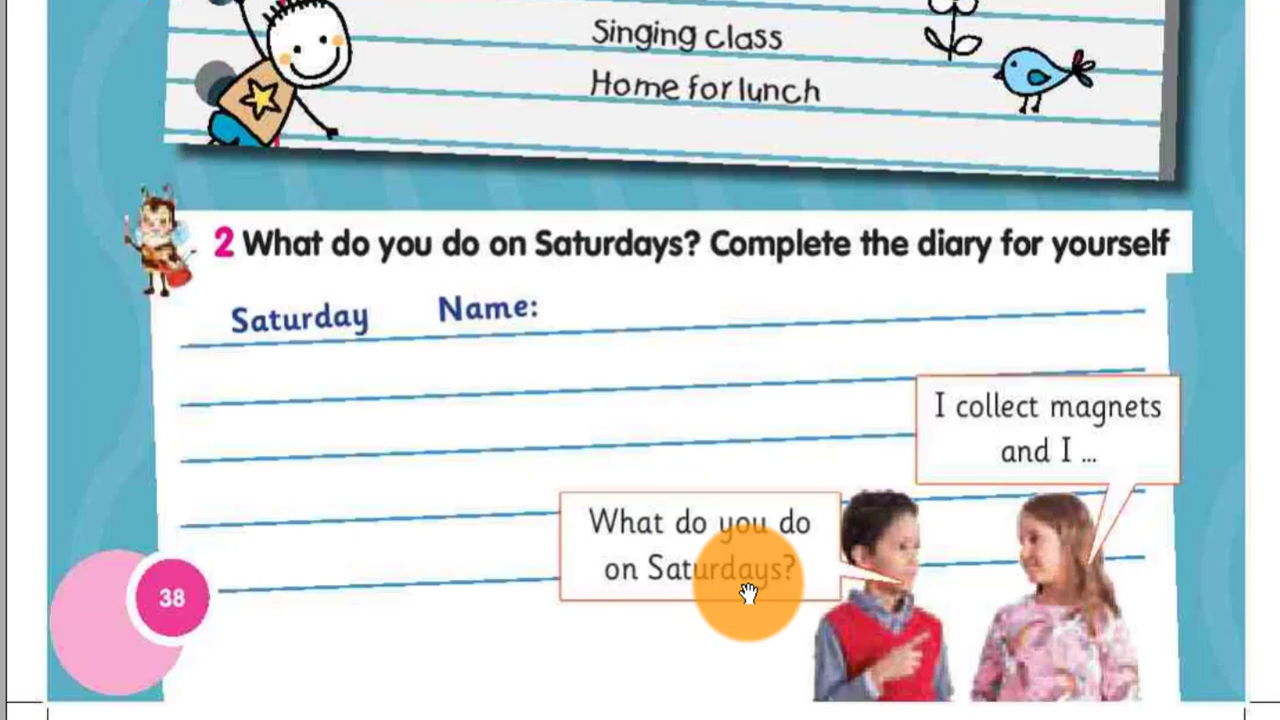 Singing class
Home for lunch
2 What do you do on Saturdays? Complete the diary for yourself
Saturday Name:
I collect magnets
and I ...
What do you do
on Saturdays?
38